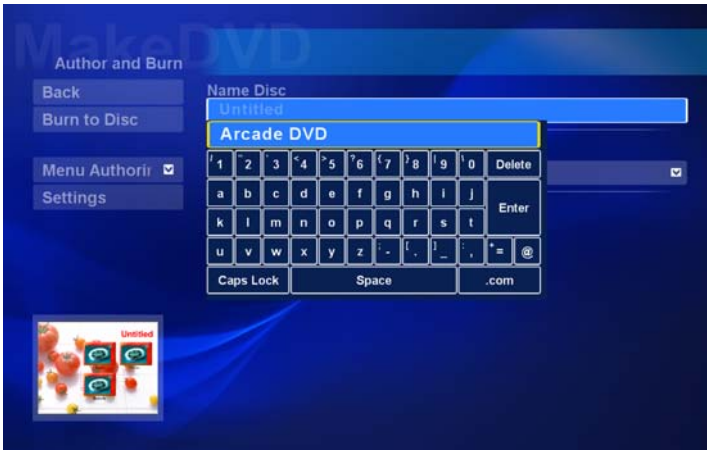 MakeDVD
Author and Burn
Back
Burn to Disc
Menu Authorin
Settings
Name Disc
Untitled
Arcade DVD
1 2 3 <4 >5 ?6 {7 }8 |9 \0 Delete
a b c d e f g h i j
Enter
k l m n o p q r s t
u v w x y z - [. ]_ , = @
Caps Lock Space .com
Untitled